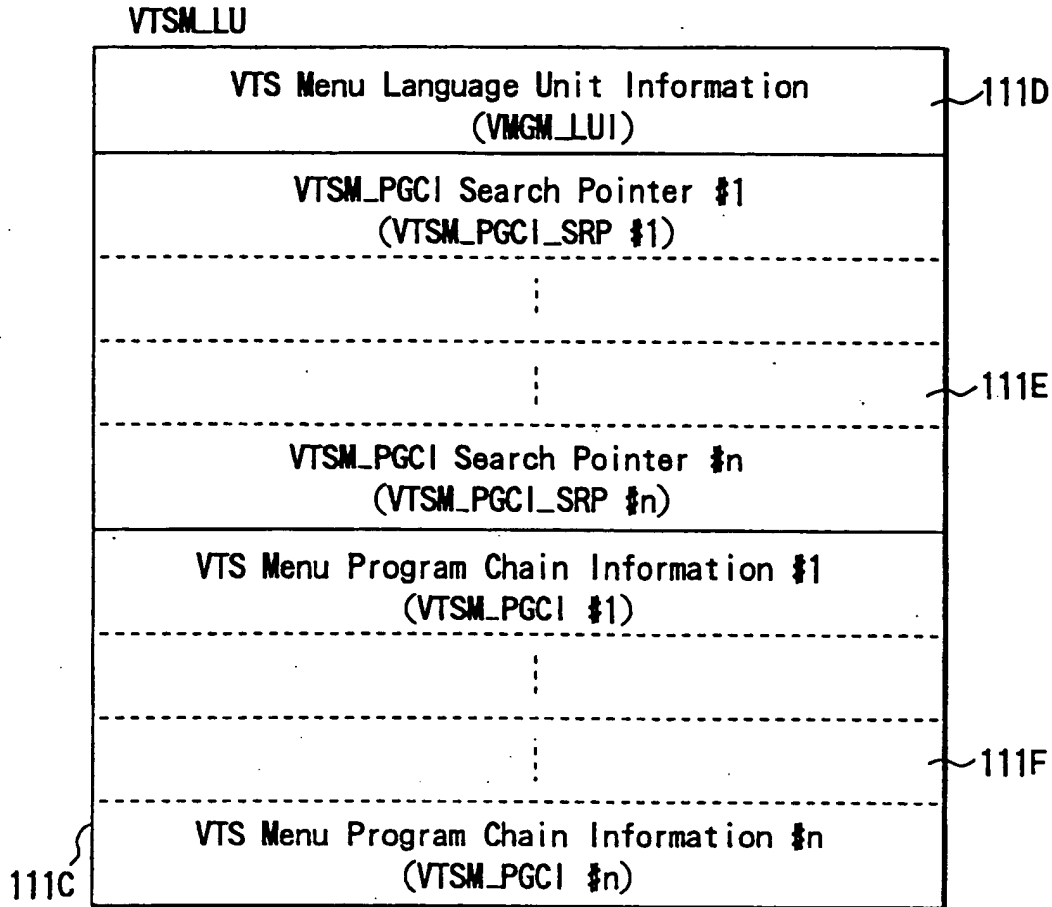 VTSM_LU
VTS Menu Language Unit Information
(VMGM_LUI)
111D
VTSM_PGCI Search Pointer #1
(VTSM_PGCI_SRP #1)
111E
VTSM_PGCI Search Pointer #n
(VTSM_PGCI_SRP #n)
VTS Menu Program Chain Information #1
(VTSM_PGCI #1)
111F
VTS Menu Program Chain Information #n
(VTSM_PGCI #n)
111C